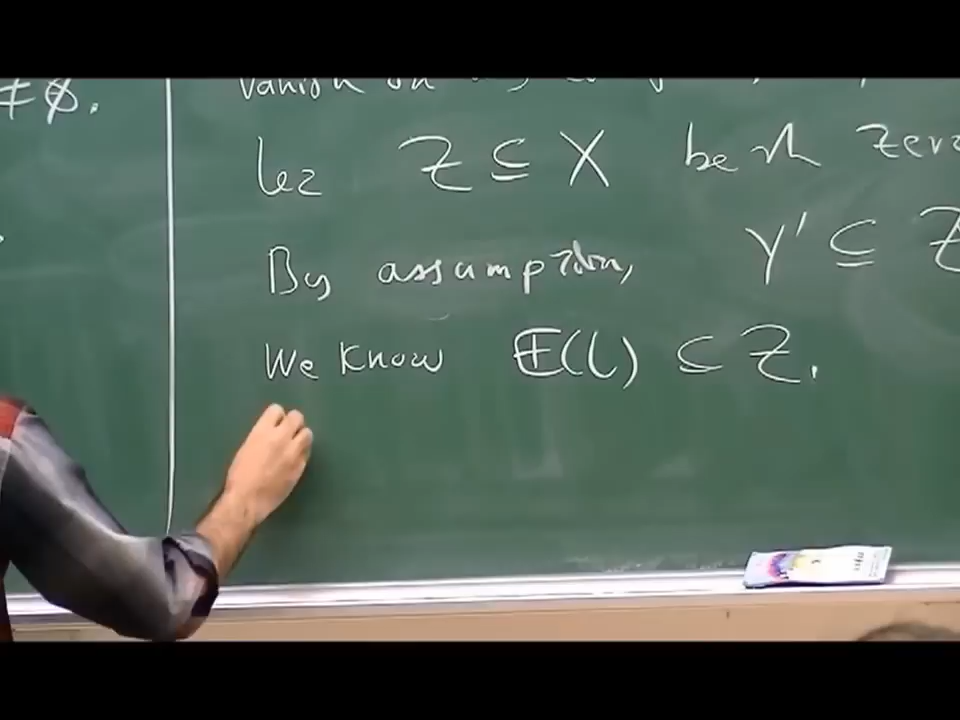 ≠ ∅.
vanish on
Let Z ⊆ X be the zero
By assumption, Y' ⊆ Z
We know 𝔼(L) ⊆ Z.